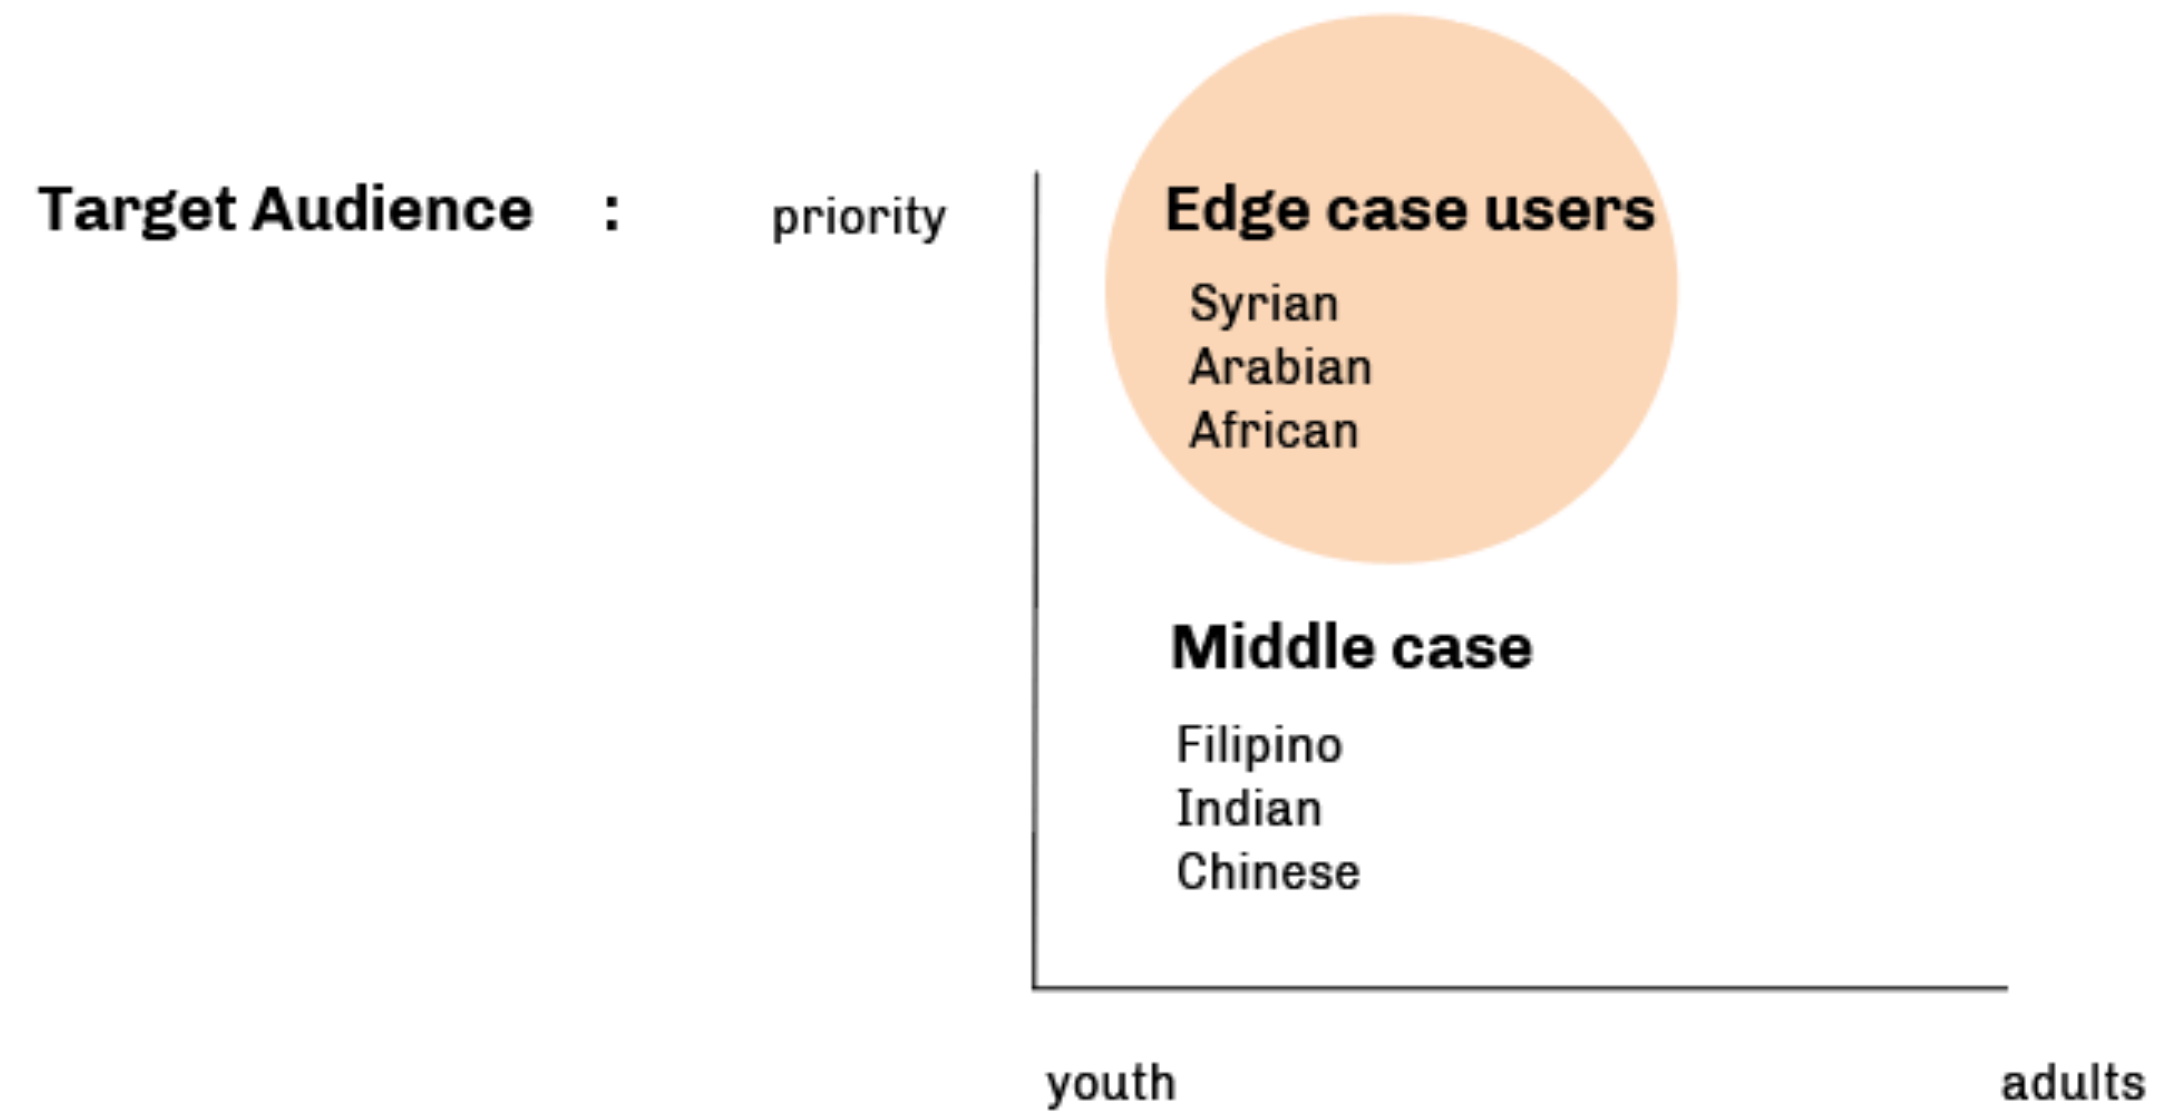 Target Audience :
priority
Edge case users
Syrian
Arabian
African
Middle case
Filipino
Indian
Chinese
youth
adults